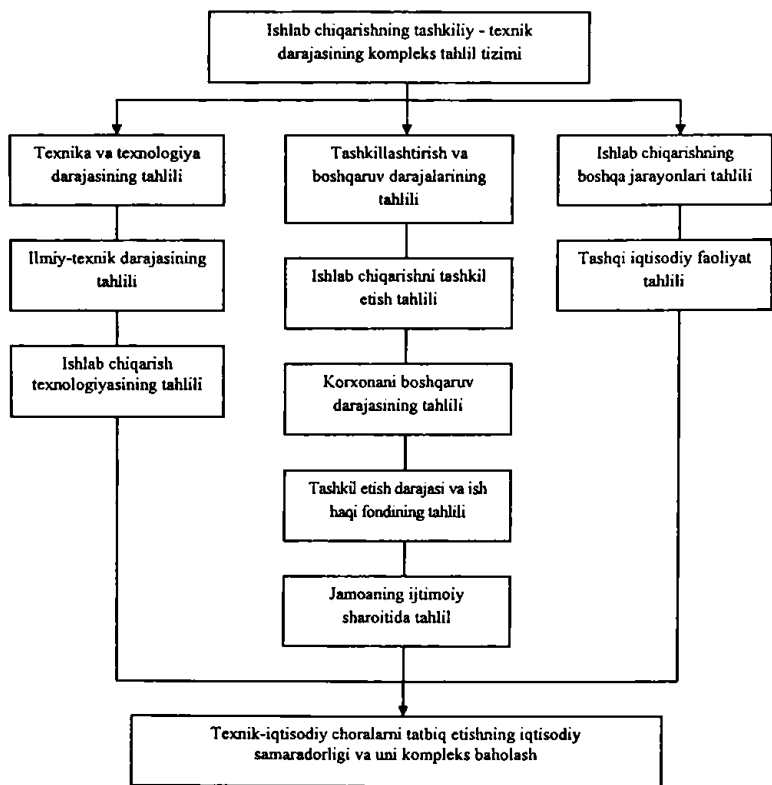 Ishlab chiqarishning tashkiliy - texnik
darajasining kompleks tahlil tizimi
Texnika va texnologiya
darajasining tahlili
Tashkillashtirish va
boshqaruv darajalarining
tahlili
Ishlab chiqarishning
boshqa jarayonlari tahlili
Ilmiy-texnik darajasining
tahlili
Ishlab chiqarishni tashkil
etish tahlili
Tashqi iqtisodiy faoliyat
tahlili
Ishlab chiqarish
texnologiyasining tahlili
Korxonani boshqaruv
darajasining tahlili
Tashkil etish darajasi va ish
haqi fondining tahlili
Jamoaning ijtimoiy
sharoitida tahlil
Texnik-iqtisodiy choralarni tatbiq etishning iqtisodiy
samaradorligi va uni kompleks baholash